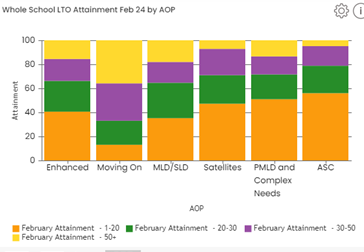 Whole School LTO Attainment Feb 24 by AOP
100
80
60
40
20
0
Attainment
Enhanced
Moving On
MLD/SLD
Satellites
PMLD and
Complex
Needs
ASC
AOP
February Attainment - 1-20
February Attainment - 20-30
February Attainment - 30-50
February Attainment - 50+